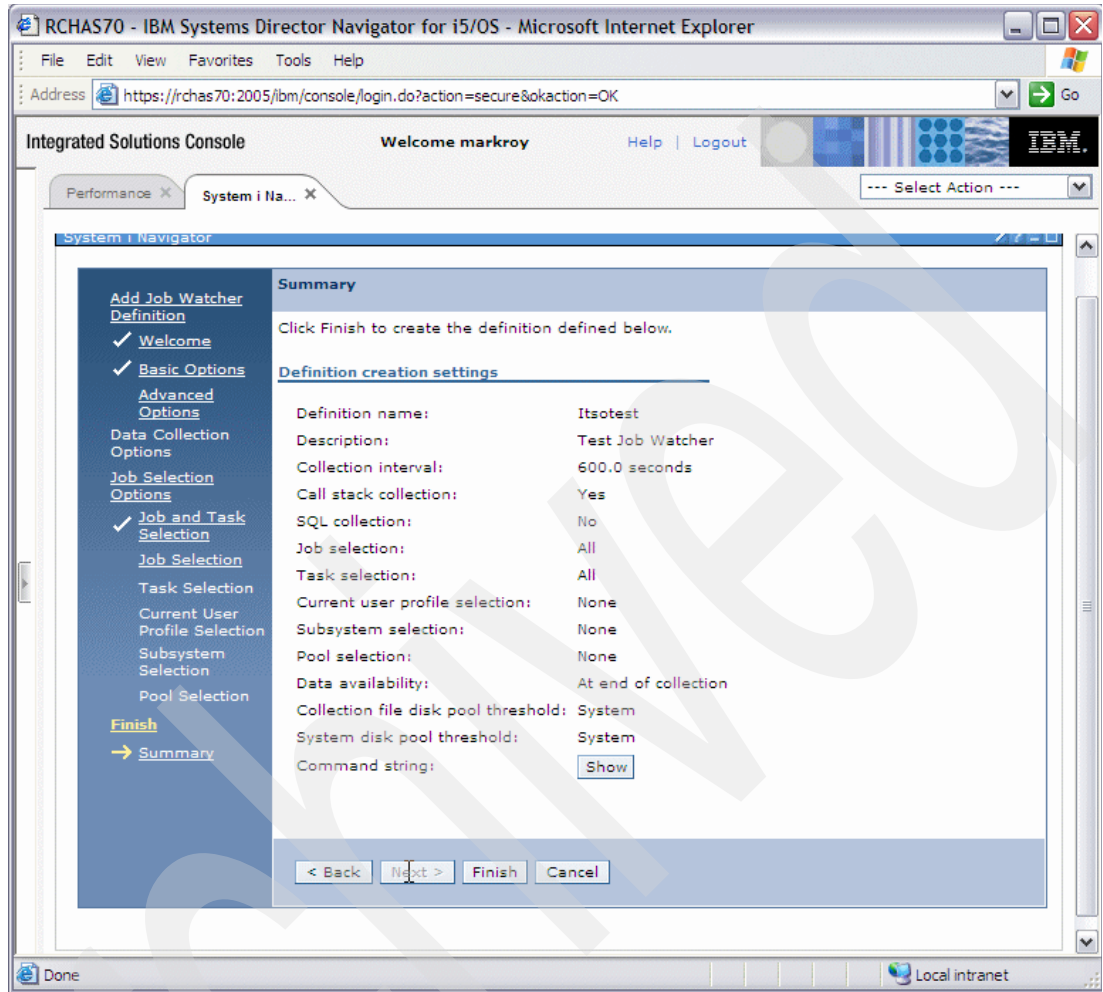 RCHAS70 - IBM Systems Director Navigator for i5/OS - Microsoft Internet Explorer
File Edit View Favorites Tools Help
Address https://rchas70:2005/ibm/console/login.do?action=secure&okaction=OK Go
Integrated Solutions Console Welcome markroy Help | Logout IBM.
Performance System i Na... --- Select Action ---
System i Navigator
Add Job Watcher
Definition
Welcome
Basic Options
Advanced
Options
Data Collection
Options
Job Selection
Options
Job and Task
Selection
Job Selection
Task Selection
Current User
Profile Selection
Subsystem
Selection
Pool Selection
Finish
Summary
Summary
Click Finish to create the definition defined below.
Definition creation settings
Definition name: Itsotest
Description: Test Job Watcher
Collection interval: 600.0 seconds
Call stack collection: Yes
SQL collection: No
Job selection: All
Task selection: All
Current user profile selection: None
Subsystem selection: None
Pool selection: None
Data availability: At end of collection
Collection file disk pool threshold: System
System disk pool threshold: System
Command string: Show
< Back Next > Finish Cancel
Done Local intranet